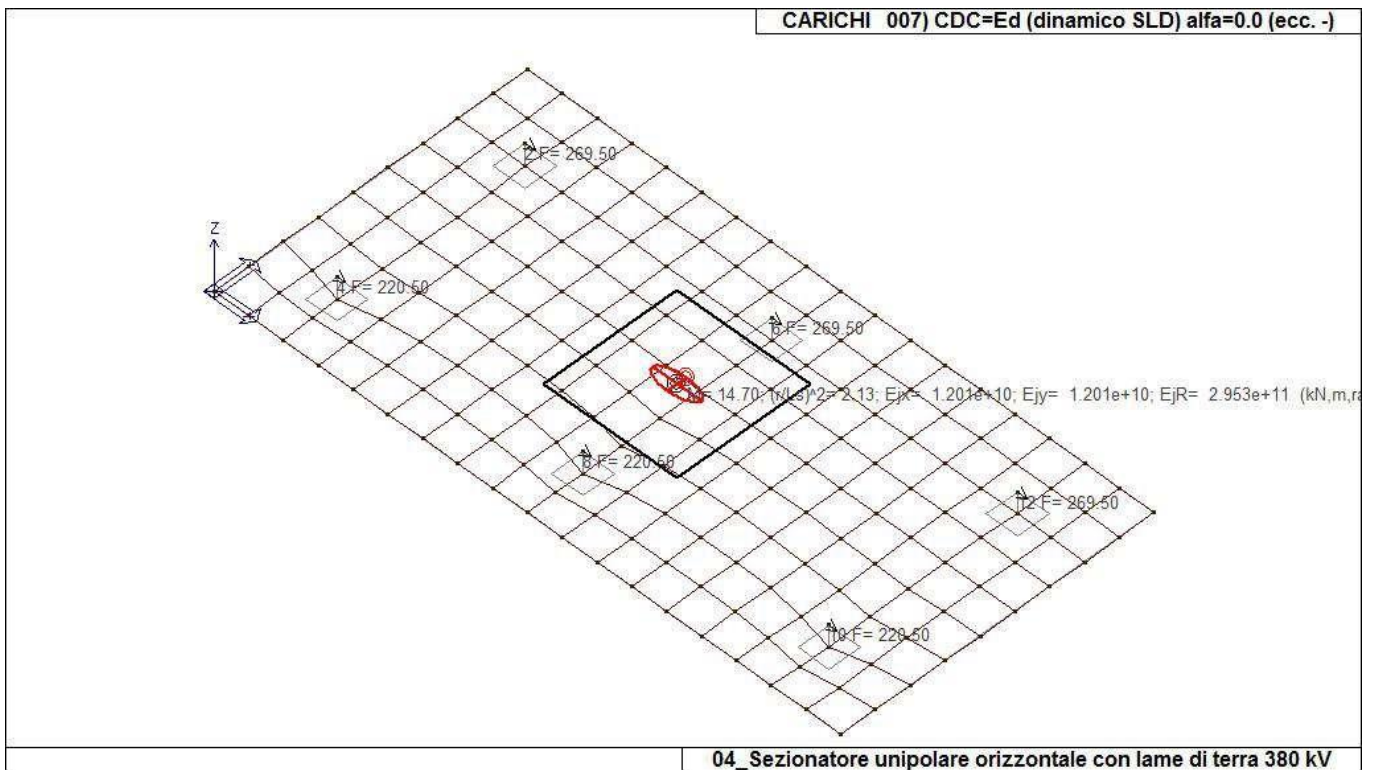 CARICHI 007) CDC=Ed (dinamico SLD) alfa=0.0 (ecc. -)
2 F= 269.50
Z
4 F= 220.50
6 F= 269.50
M= 14.70; (r/Ls)^2= 2.13; Ejx= 1.201e+10; Ejy= 1.201e+10; EjR= 2.953e+11 (kN,m,ra
8 F= 220.50
12 F= 269.50
10 F= 220.50
04_Sezionatore unipolare orizzontale con lame di terra 380 kV